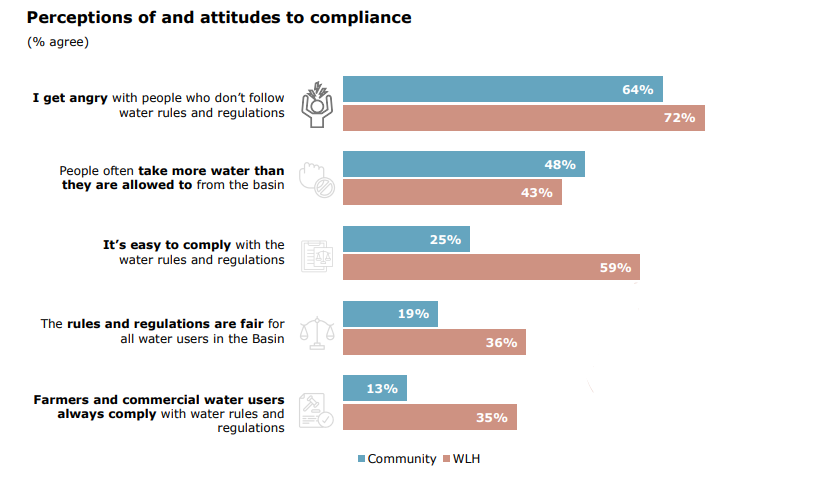 Perceptions of and attitudes to compliance
(% agree)
I get angry with people who don’t follow
water rules and regulations
64%
72%
People often take more water than
they are allowed to from the basin
48%
43%
It’s easy to comply with the
water rules and regulations
25%
59%
The rules and regulations are fair for
all water users in the Basin
19%
36%
Farmers and commercial water users
always comply with water rules and
regulations
13%
35%
Community WLH